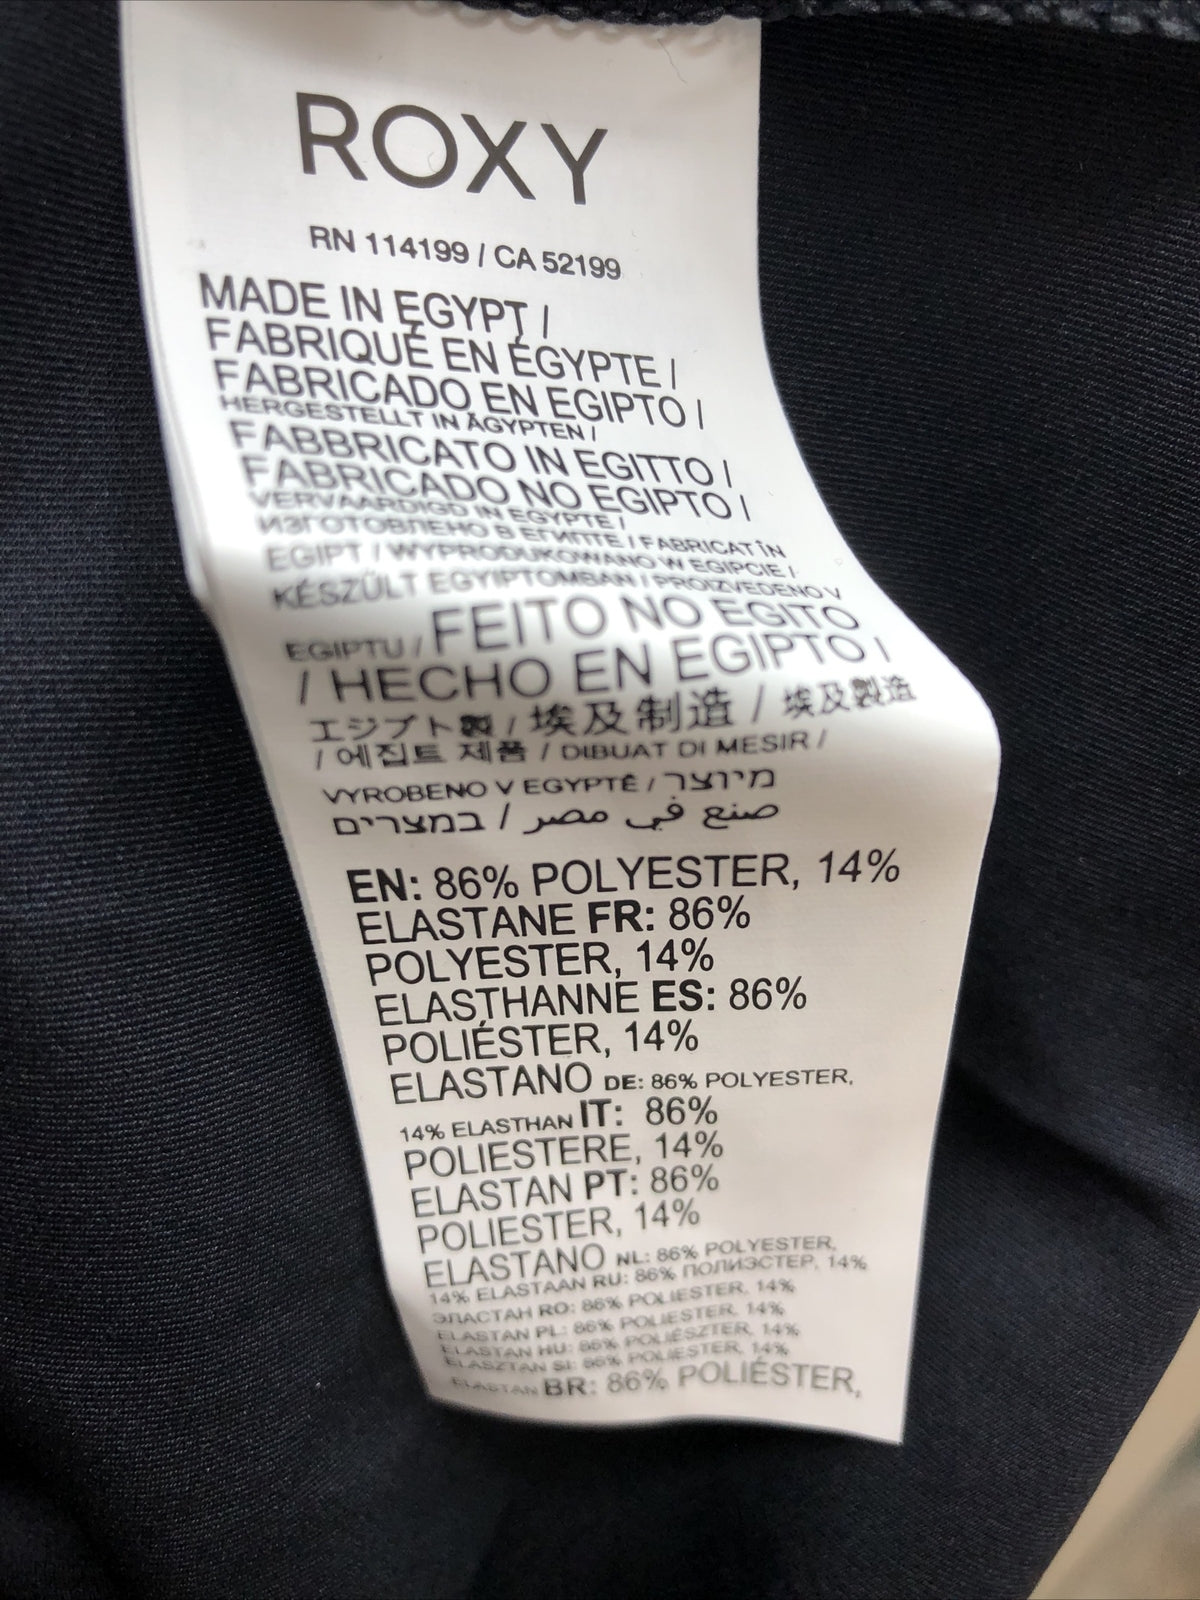 ROXY
RN 114199 / CA 52199
MADE IN EGYPT /
FABRIQUÉ EN ÉGYPTE /
FABRICADO EN EGIPTO /
HERGESTELLT IN ÄGYPTEN /
FABBRICATO IN EGITTO /
FABRICADO NO EGIPTO /
VERVAARDIGD IN EGYPTE /
ИЗГОТОВЛЕНО В ЕГИПТЕ / FABRICAT ÎN
EGIPT / WYPRODUKOWANO W EGIPCIE /
KÉSZÜLT EGYIPTOMBAN / PROIZVEDENO V
EGIPTU / FEITO NO EGITO
/ HECHO EN EGIPTO /
エジプト製 / 埃及制造 / 埃及製造
/ 에집트 제품 / DIBUAT DI MESIR /
VYROBENO V EGYPTĚ / מיוצר
במצרים / صنع في مصر
EN: 86% POLYESTER, 14%
ELASTANE FR: 86%
POLYESTER, 14%
ELASTHANNE ES: 86%
POLIÉSTER, 14%
ELASTANO DE: 86% POLYESTER,
14% ELASTHAN IT: 86%
POLIESTERE, 14%
ELASTAN PT: 86%
POLIESTER, 14%
ELASTANO NL: 86% POLYESTER,
14% ELASTAAN RU: 86% ПОЛИЭСТЕР, 14%
ЭЛАСТАН RO: 86% POLIESTER, 14%
ELASTAN PL: 86% POLIESTER, 14%
ELASTAN HU: 86% POLIÉSZTER, 14%
ELASZTAN SI: 86% POLIESTER, 14%
ELASTAN BR: 86% POLIÉSTER,